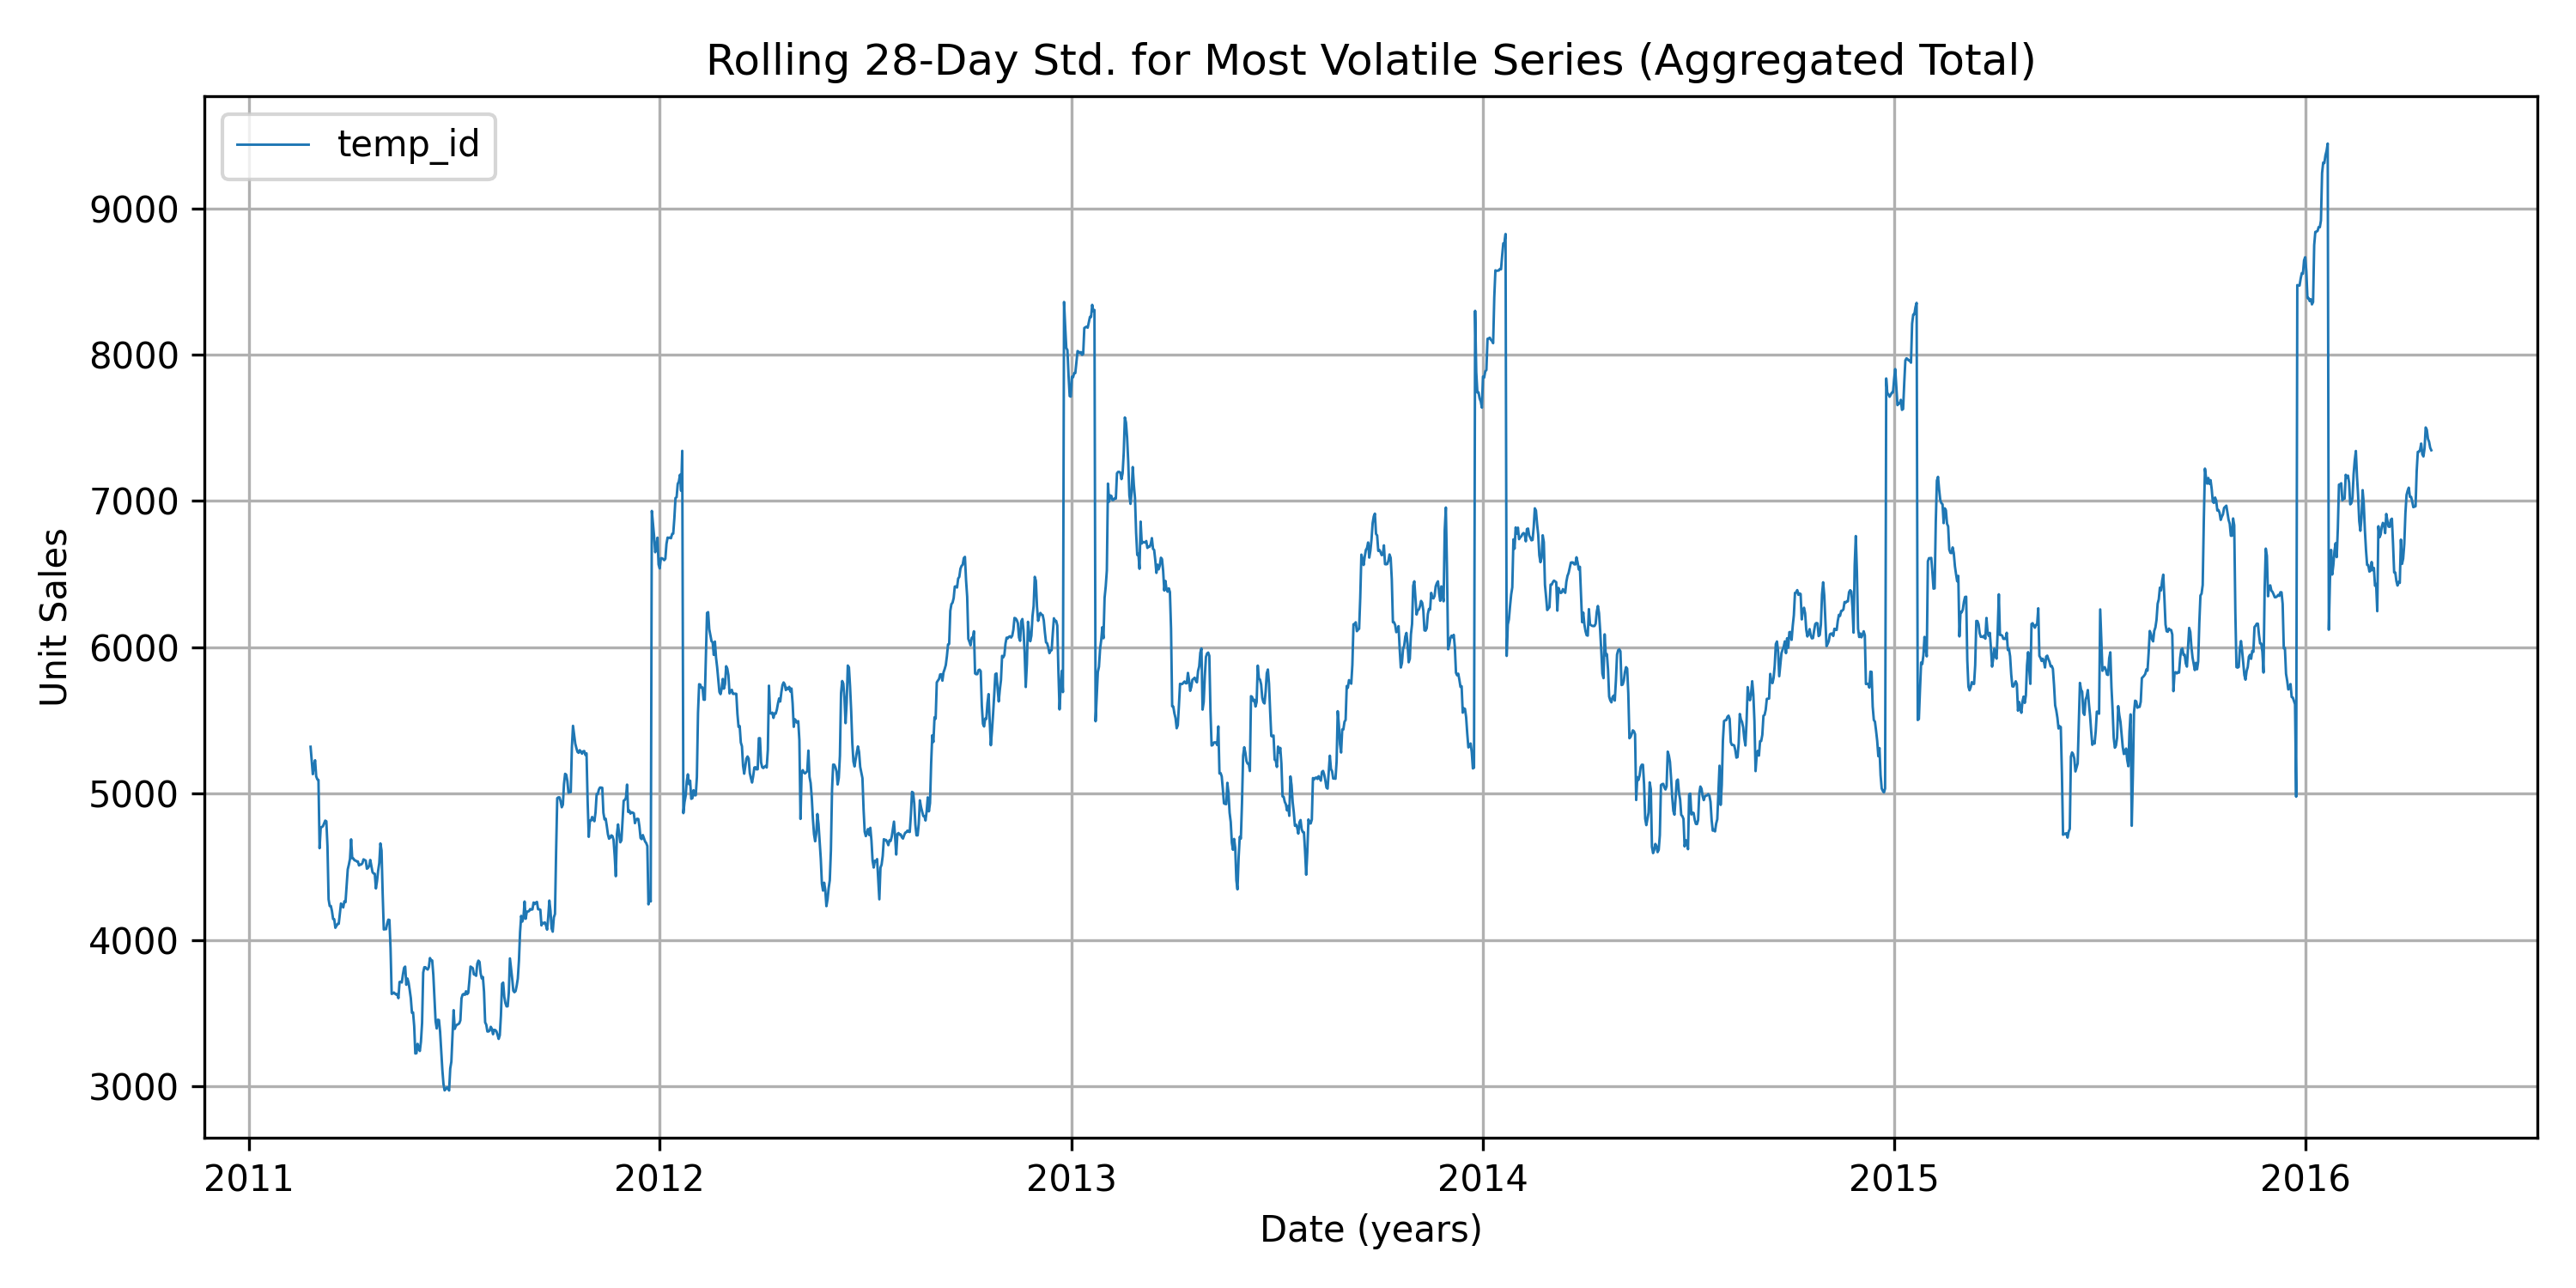 Rolling 28-Day Std. for Most Volatile Series (Aggregated Total)
temp_id
9000
8000
7000
6000
5000
4000
3000
Unit Sales
2011 2012 2013 2014 2015 2016
Date (years)